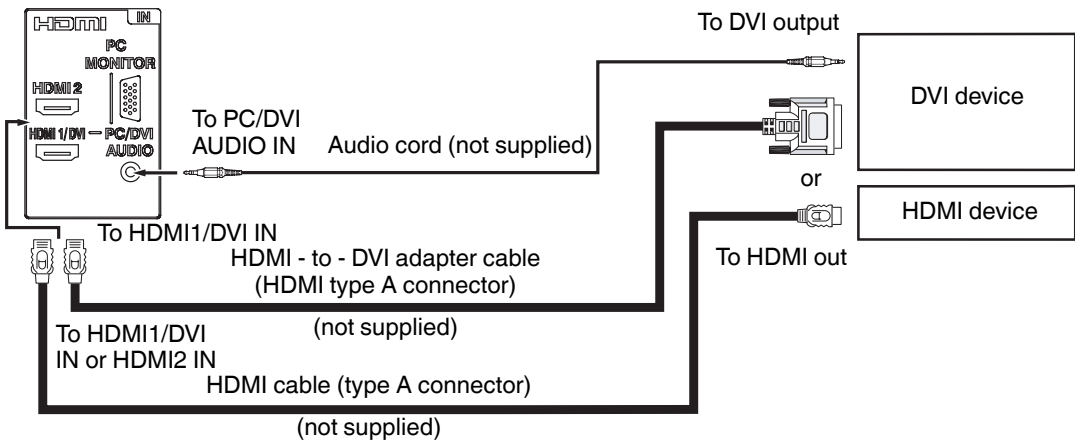 HDMI
IN
PC
MONITOR
HDMI 2
HDMI 1/DVI
PC/DVI
AUDIO
To PC/DVI
AUDIO IN
Audio cord (not supplied)
To DVI output
DVI device
or
HDMI device
To HDMI out
To HDMI1/DVI IN
HDMI - to - DVI adapter cable
(HDMI type A connector)
(not supplied)
To HDMI1/DVI
IN or HDMI2 IN
HDMI cable (type A connector)
(not supplied)